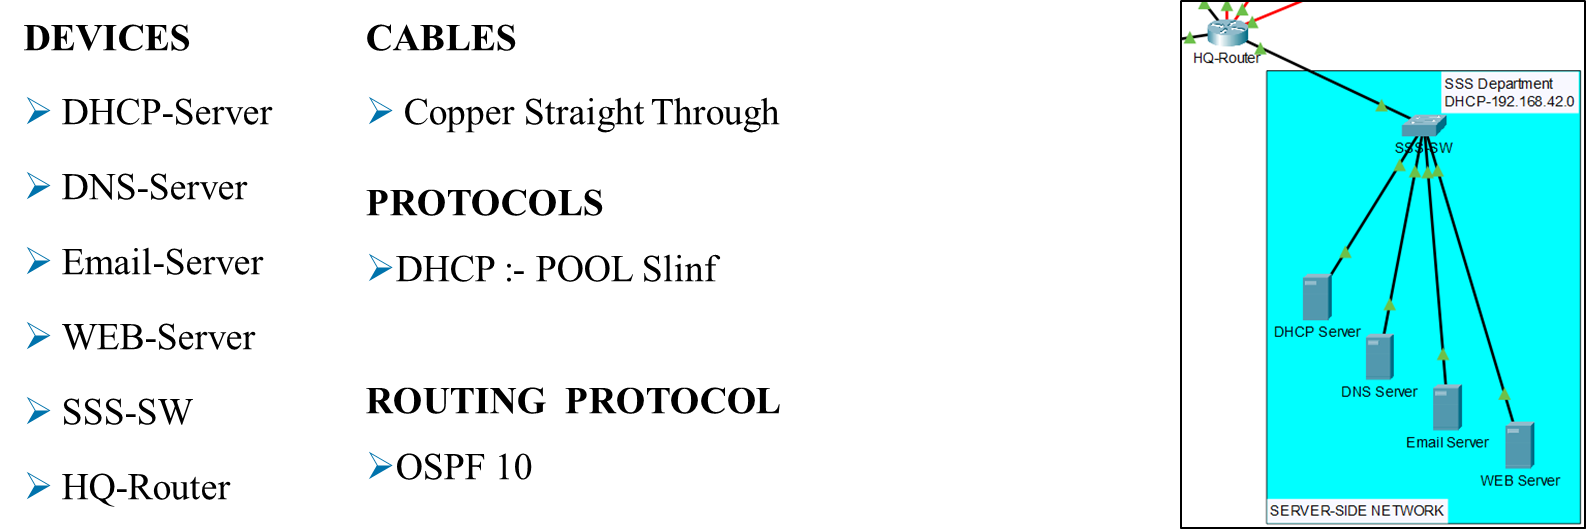 DEVICES
DHCP-Server
DNS-Server
Email-Server
WEB-Server
SSS-SW
HQ-Router
CABLES
Copper Straight Through
PROTOCOLS
DHCP :- POOL Slinf
ROUTING PROTOCOL
OSPF 10
HQ-Router
SSS Department
DHCP-192.168.42.0
SSS-SW
DHCP Server
DNS Server
Email Server
WEB Server
SERVER-SIDE NETWORK